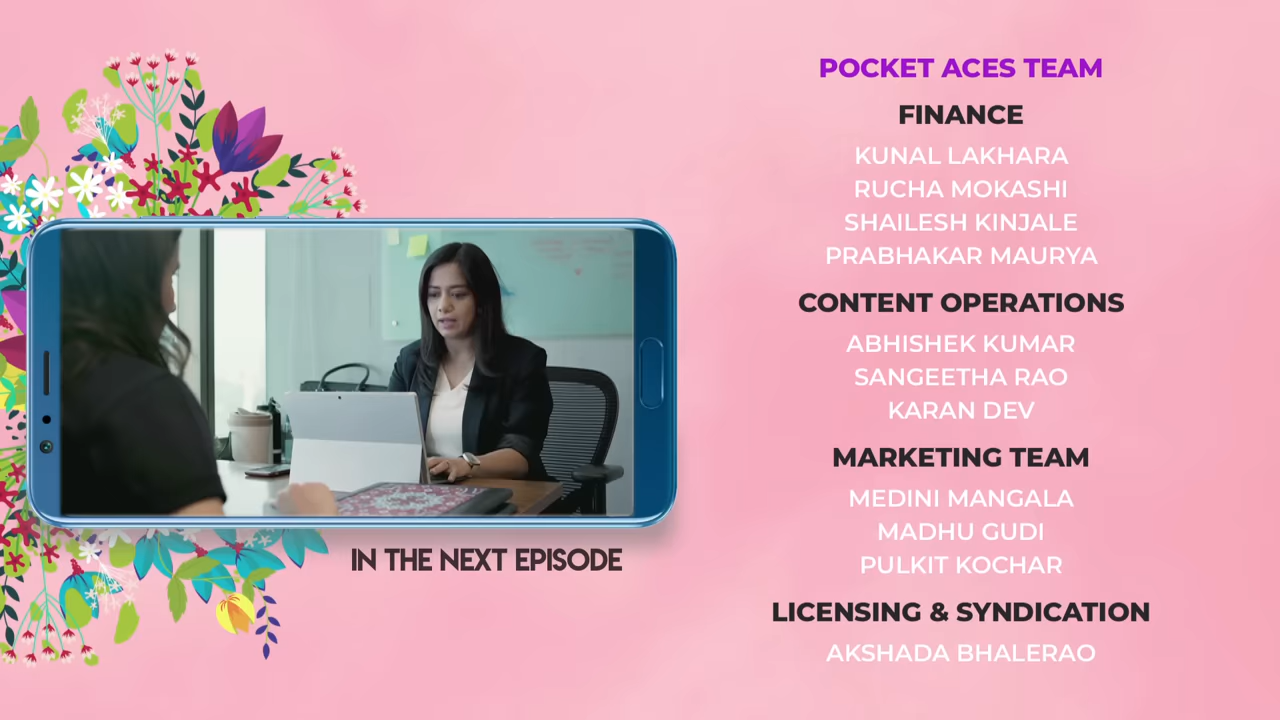 POCKET ACES TEAM
FINANCE
KUNAL LAKHARA
RUCHA MOKASHI
SHAILESH KINJALE
PRABHAKAR MAURYA
CONTENT OPERATIONS
ABHISHEK KUMAR
SANGEETHA RAO
KARAN DEV
MARKETING TEAM
MEDINI MANGALA
MADHU GUDI
PULKIT KOCHAR
LICENSING & SYNDICATION
AKSHADA BHALERAO
IN THE NEXT EPISODE